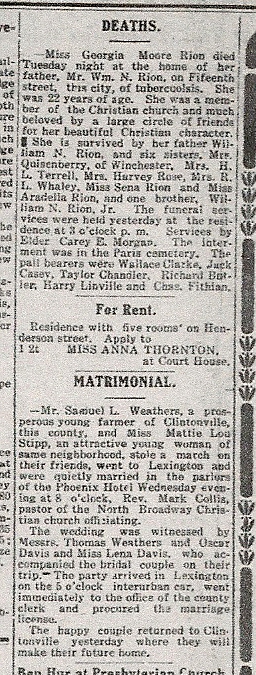 DEATHS.
—Miss Georgia Moore Rion died
Tuesday night at the home of her
father, Mr. Wm. N. Rion, on Fifteenth
street, this city, of tubercuolsis. She
was 22 years of age. She was a mem-
ber of the Christian church and much
beloved by a large circle of friends
for her beautiful Christian character.
She is survived by her father Wil-
liam N. Rion, and six sisters, Mrs.
Quisenberry, of Winchester, Mrs. H.
Terrell, Mrs. Harvey Rose, Mrs. R.
L. Whaley, Miss Sena Rion and Miss
Aradella Rion, and one brother, Wil-
liam N. Rion, Jr. The funeral ser-
vices were held yesterday at the resi-
dence at 3 o'clock p. m. Services by
Elder Carey E. Morgan. The inter-
ment was in the Paris cemetery. The
pall bearers were Wallace Clarke, Jack
Casey, Taylor Chandler, Richard But-
ler, Harry Linville and Chas. Fithian.
For Rent.
Residence with five rooms on Hen-
derson street. Apply to
1 2t MISS ANNA THORNTON,
at Court House.
MATRIMONIAL.
—Mr. Samuel L. Weathers, a pros-
perous young farmer of Clintonville,
this county, and Miss Mattie Lou
Stipp, an attractive young woman of
same neighborhood, stole a march on
their friends, went to Lexington and
were quietly married in the parlors
of the Phoenix Hotel Wednesday even-
ing at 8 o'clock, Rev. Mark Collis,
pastor of the North Broadway Chris-
tian church officiating.
The wedding was witnessed by
Messrs. Thomas Weathers and Oscar
Davis and Miss Lena Davis, who ac-
companied the bridal couple on their
trip. The party arrived in Lexington
on the 5 o'clock interurban car, went
immediately to the office of the county
clerk and procured the marriage
license.
The happy couple returned to Clin-
tonville yesterday where they will
make their future home.
Ben Hur at Presbyterian Church